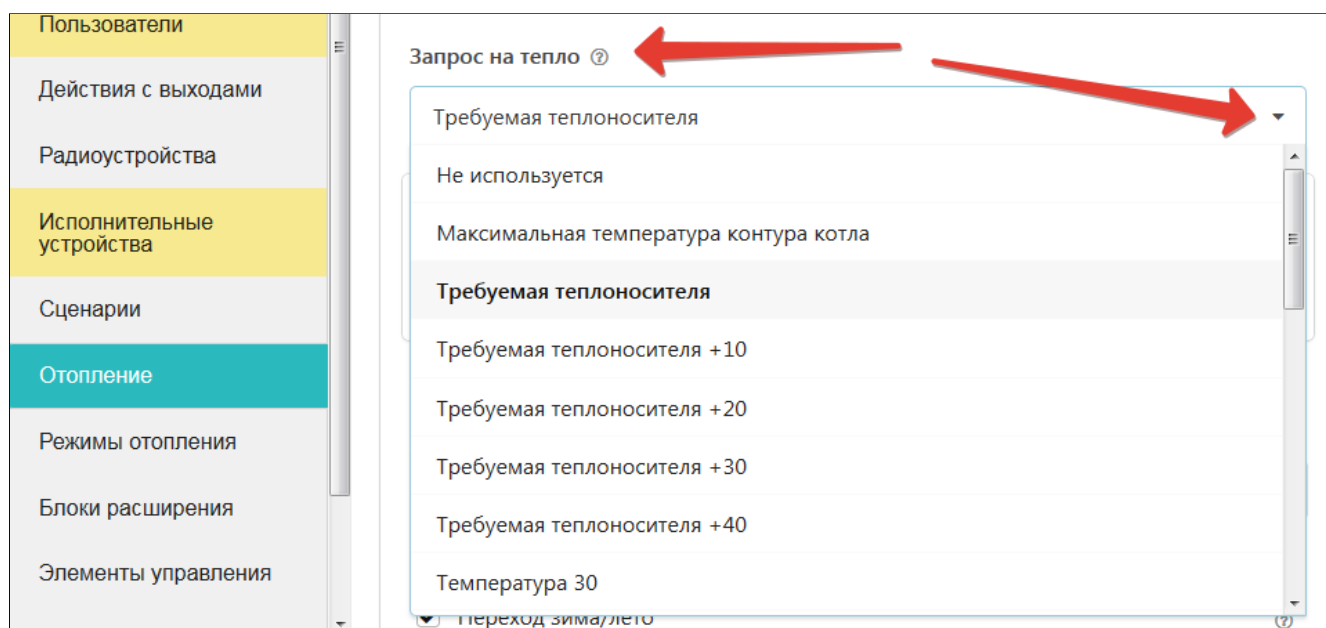 Пользователи
Действия с выходами
Радиоустройства
Исполнительные
устройства
Сценарии
Отопление
Режимы отопления
Блоки расширения
Элементы управления
Запрос на тепло ?
Требуемая теплоносителя
Не используется
Максимальная температура контура котла
Требуемая теплоносителя
Требуемая теплоносителя +10
Требуемая теплоносителя +20
Требуемая теплоносителя +30
Требуемая теплоносителя +40
Температура 30
Переход зима/лето ?